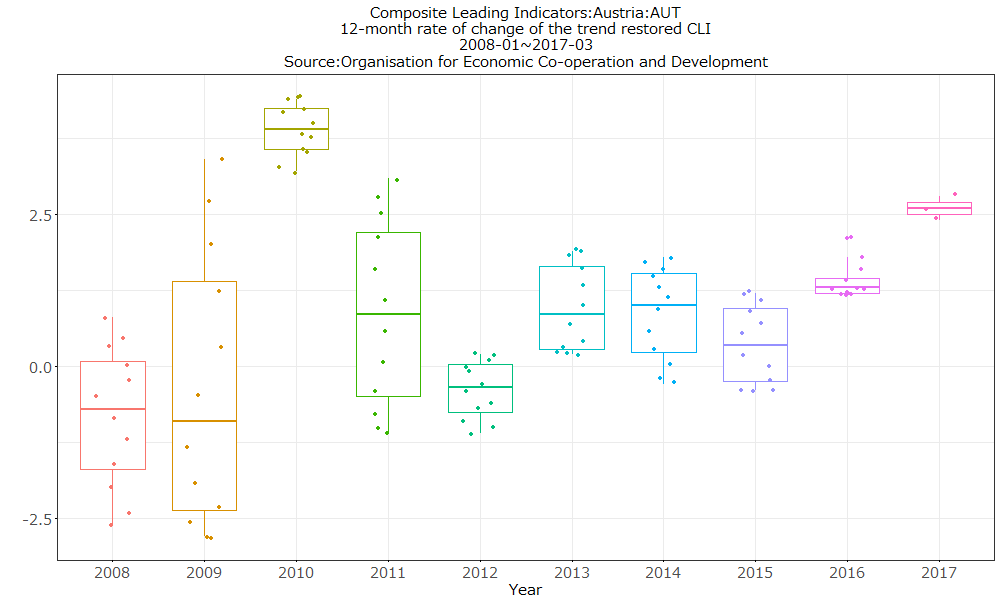 Composite Leading Indicators:Austria:AUT
12-month rate of change of the trend restored CLI
2008-01~2017-03
Source:Organisation for Economic Co-operation and Development
2.5
0.0
-2.5
2008 2009 2010 2011 2012 2013 2014 2015 2016 2017
Year